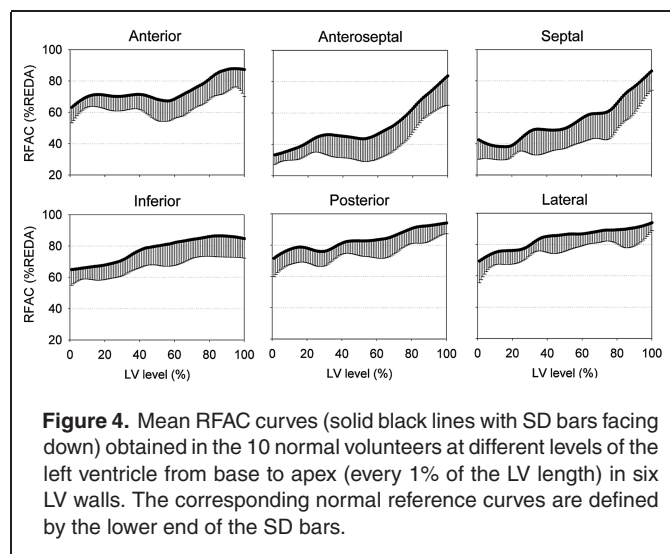 Anterior Anteroseptal Septal
100
80
60
40
20
RFAC (%REDA)
Inferior Posterior Lateral
100
80
60
40
20
RFAC (%REDA)
0 20 40 60 80 100 0 20 40 60 80 100 0 20 40 60 80 100
LV level (%) LV level (%) LV level (%)
Figure 4. Mean RFAC curves (solid black lines with SD bars facing
down) obtained in the 10 normal volunteers at different levels of the
left ventricle from base to apex (every 1% of the LV length) in six
LV walls. The corresponding normal reference curves are defined
by the lower end of the SD bars.